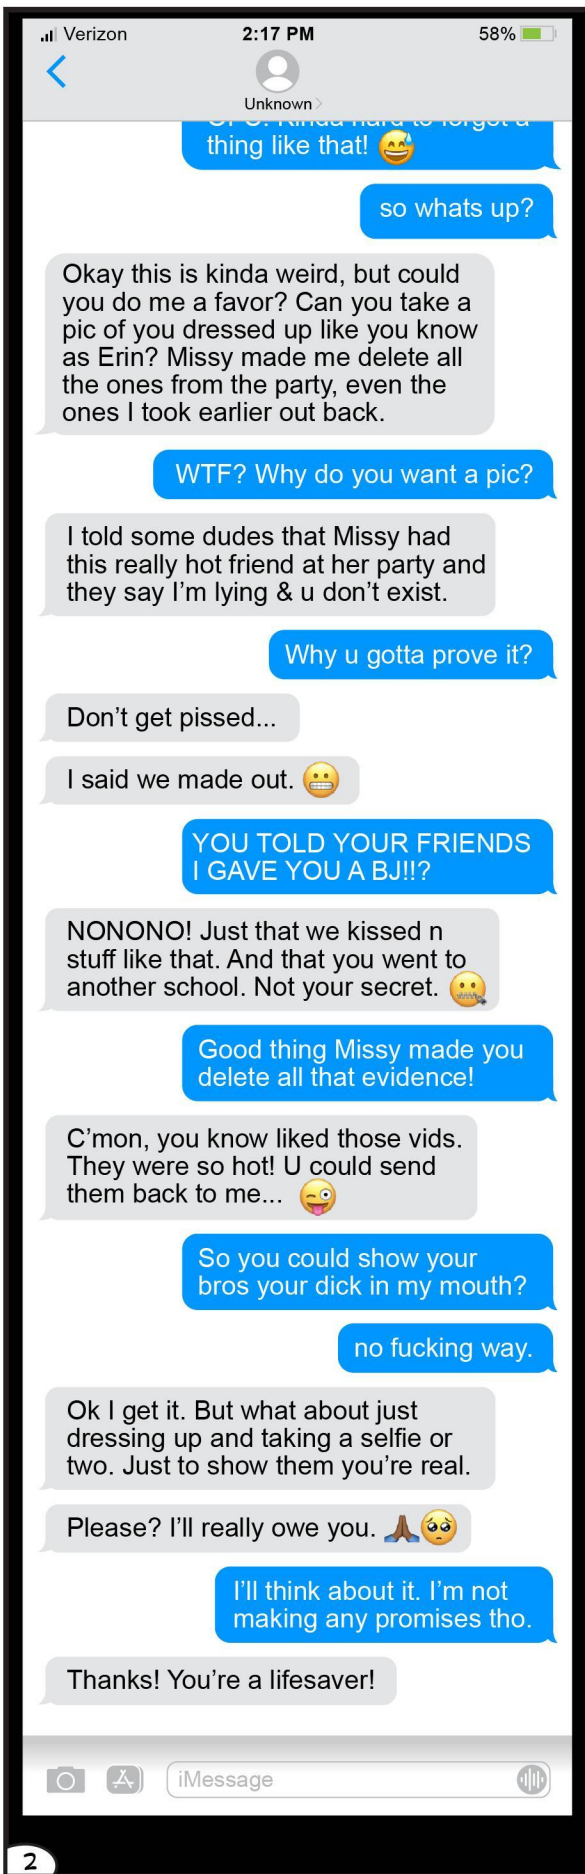 Verizon
2:17 PM
58%
Unknown
thing like that! 😅
so whats up?
Okay this is kinda weird, but could
you do me a favor? Can you take a
pic of you dressed up like you know
as Erin? Missy made me delete all
the ones from the party, even the
ones I took earlier out back.
WTF? Why do you want a pic?
I told some dudes that Missy had
this really hot friend at her party and
they say I’m lying & u don’t exist.
Why u gotta prove it?
Don’t get pissed...
I said we made out. 😬
YOU TOLD YOUR FRIENDS
I GAVE YOU A BJ!!?
NONONO! Just that we kissed n
stuff like that. And that you went to
another school. Not your secret. 🤐
Good thing Missy made you
delete all that evidence!
C’mon, you know liked those vids.
They were so hot! U could send
them back to me... 😜
So you could show your
bros your dick in my mouth?
no fucking way.
Ok I get it. But what about just
dressing up and taking a selfie or
two. Just to show them you’re real.
Please? I’ll really owe you. 🙏🏾🥺
I’ll think about it. I’m not
making any promises tho.
Thanks! You’re a lifesaver!
iMessage
2